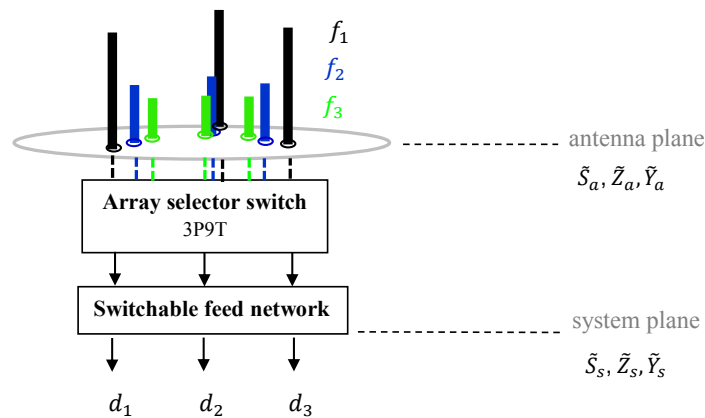 f₁
f₂
f₃
antenna plane
S̃ₐ, Z̃ₐ, Ỹₐ
Array selector switch
3P9T
Switchable feed network
system plane
S̃ₛ, Z̃ₛ, Ỹₛ
d₁ d₂ d₃